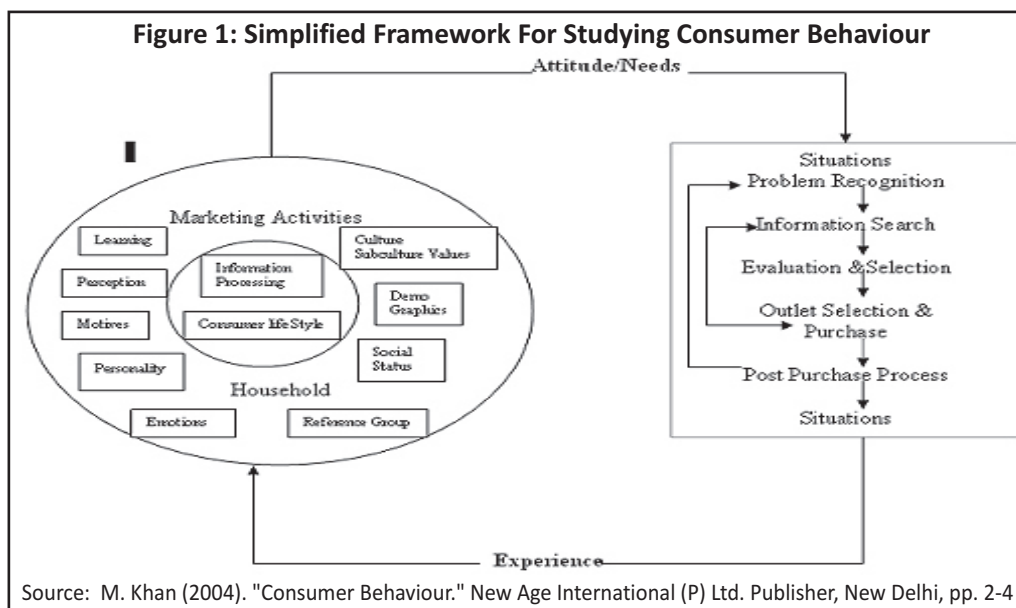 Figure 1: Simplified Framework For Studying Consumer Behaviour
Attitude/Needs
Marketing Activities
Learning
Perception
Motives
Personality
Emotions
Information
Processing
Consumer lifeStyle
Culture
Subculture Values
Demo
Graphics
Social
Status
Household
Reference Group
Situations
Problem Recognition
Information Search
Evaluation & Selection
Outlet Selection &
Purchase
Post Purchase Process
Situations
Experience
Source: M. Khan (2004). "Consumer Behaviour." New Age International (P) Ltd. Publisher, New Delhi, pp. 2-4